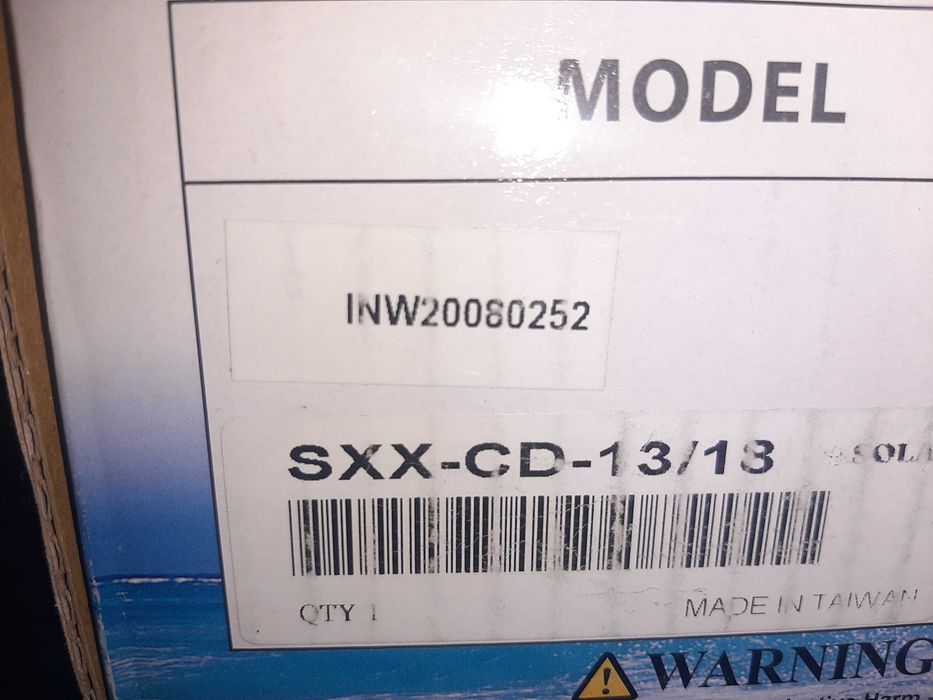 MODEL
INW20080252
SXX-CD-13/18
QTY 1
MADE IN TAIWAN
WARNING